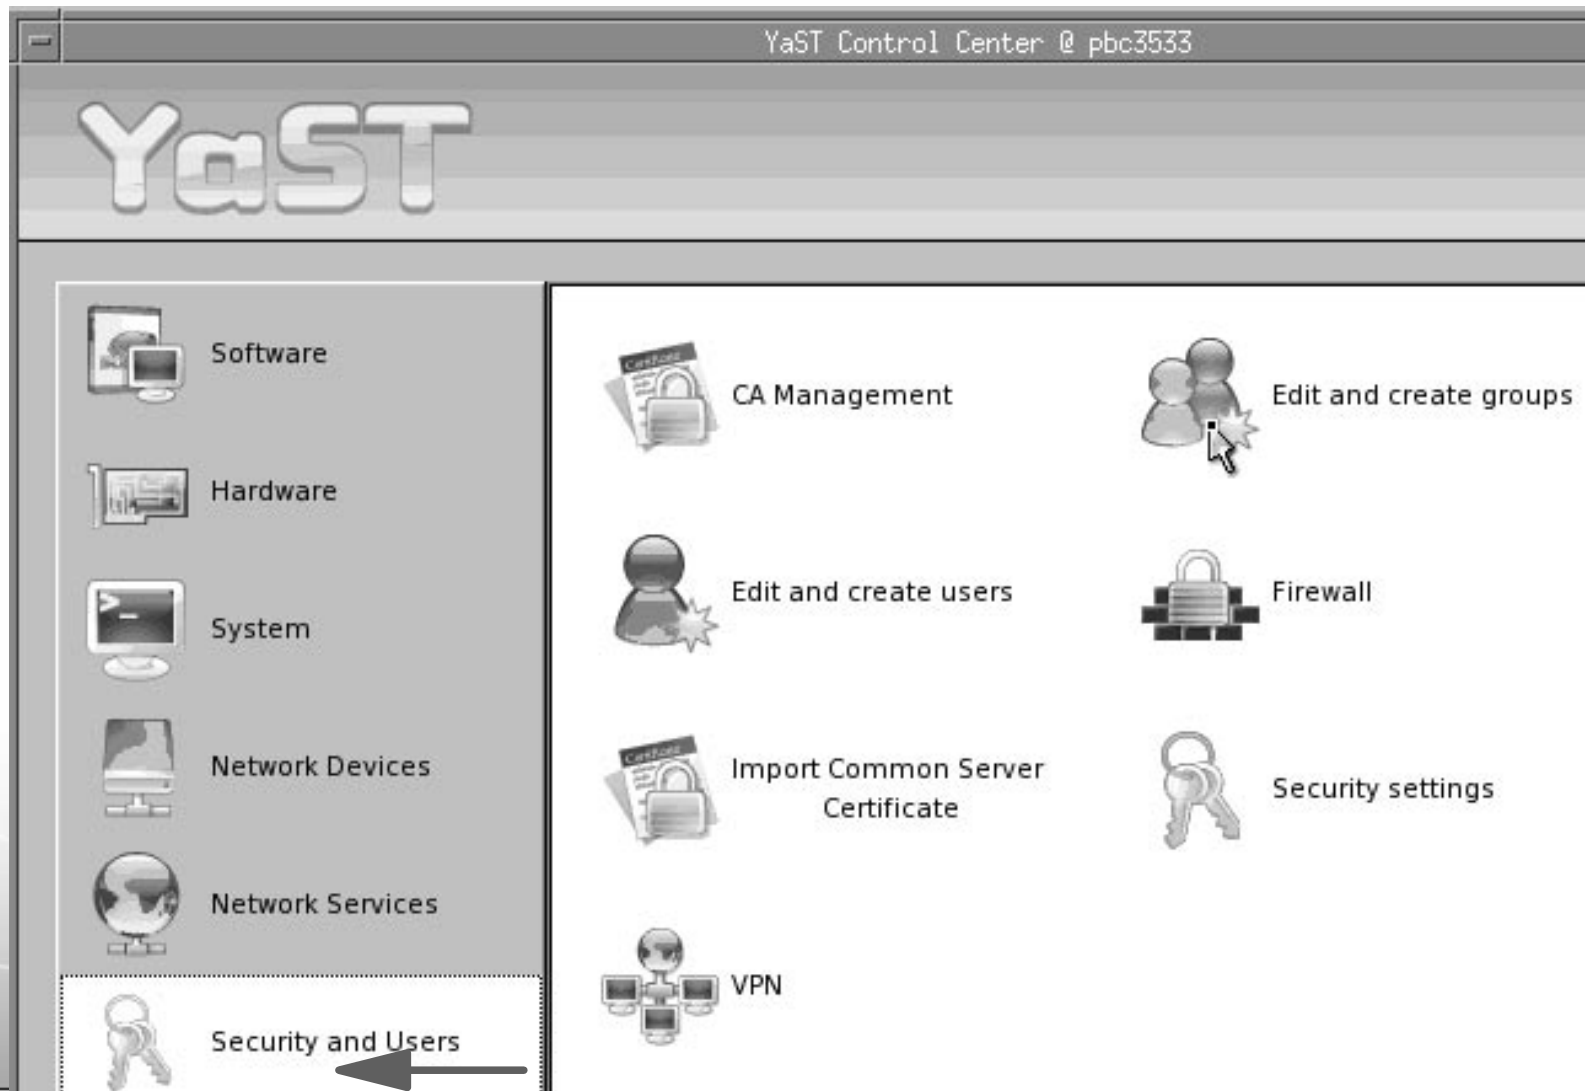 YaST Control Center @ pbc3533
YaST
Software
Hardware
System
Network Devices
Network Services
Security and Users
CA Management
Edit and create groups
Edit and create users
Firewall
Import Common Server
Certificate
Security settings
VPN